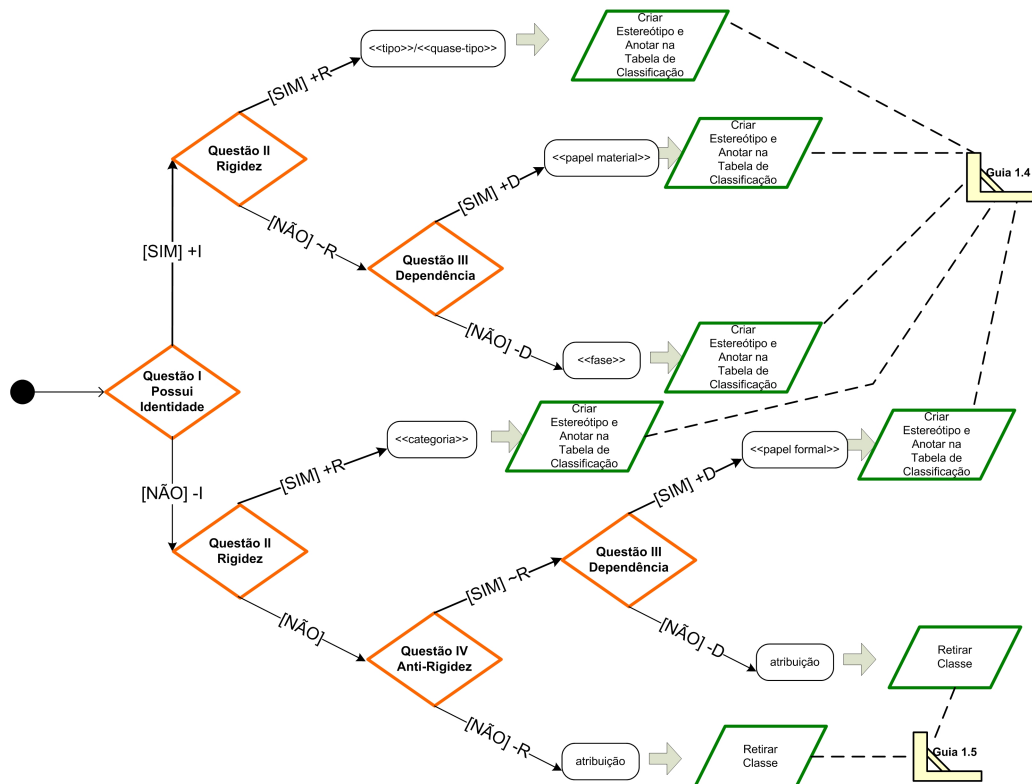 Criar
Estereótipo e
Anotar na
Tabela de
Classificação
<<tipo>>/<<quase-tipo>>
[SIM] +R
Questão II
Rigidez
Criar
Estereótipo e
Anotar na
Tabela de
Classificação
<<papel material>>
Guia 1.4
[SIM] +D
[NÃO] ~R
[SIM] +I
Questão III
Dependência
Criar
Estereótipo e
Anotar na
Tabela de
Classificação
[NÃO] -D
<<fase>>
Questão I
Possui
Identidade
Criar
Estereótipo e
Anotar na
Tabela de
Classificação
<<categoria>>
Criar
Estereótipo e
Anotar na
Tabela de
Classificação
<<papel formal>>
[SIM] +R
[SIM] +D
[NÃO] -I
Questão II
Rigidez
Questão III
Dependência
[SIM] ~R
[NÃO]
[NÃO] -D
Questão IV
Anti-Rigidez
atribuição
Retirar
Classe
[NÃO] -R
atribuição
Retirar
Classe
Guia 1.5